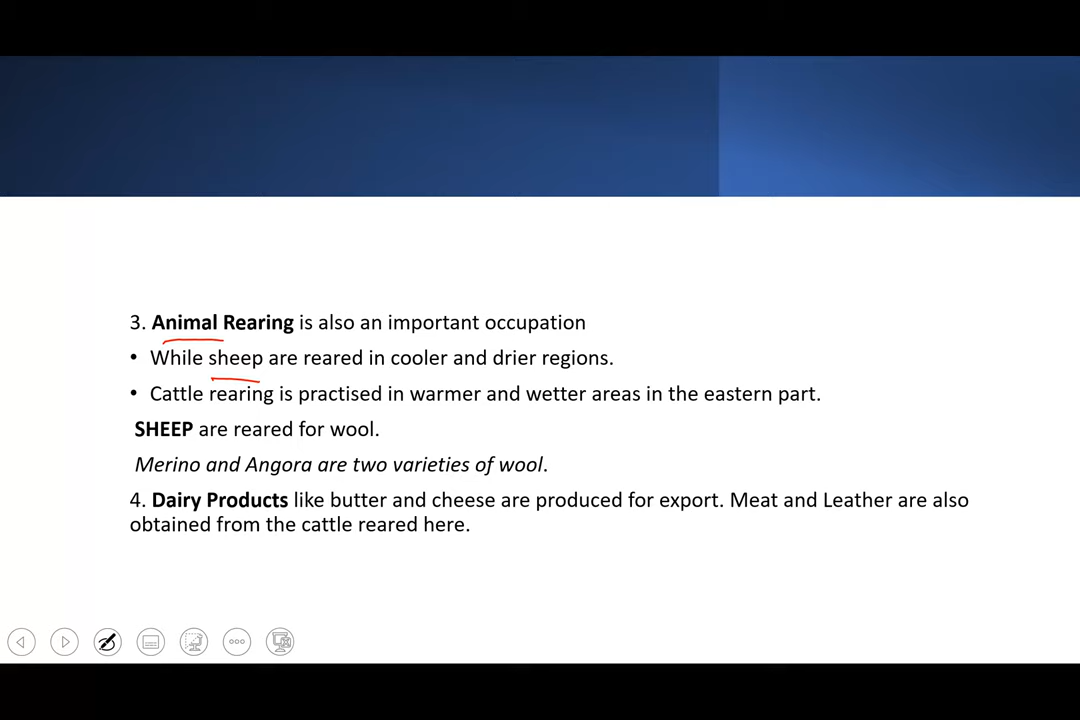 3. Animal Rearing is also an important occupation
• While sheep are reared in cooler and drier regions.
• Cattle rearing is practised in warmer and wetter areas in the eastern part.
SHEEP are reared for wool.
Merino and Angora are two varieties of wool.
4. Dairy Products like butter and cheese are produced for export. Meat and Leather are also
obtained from the cattle reared here.